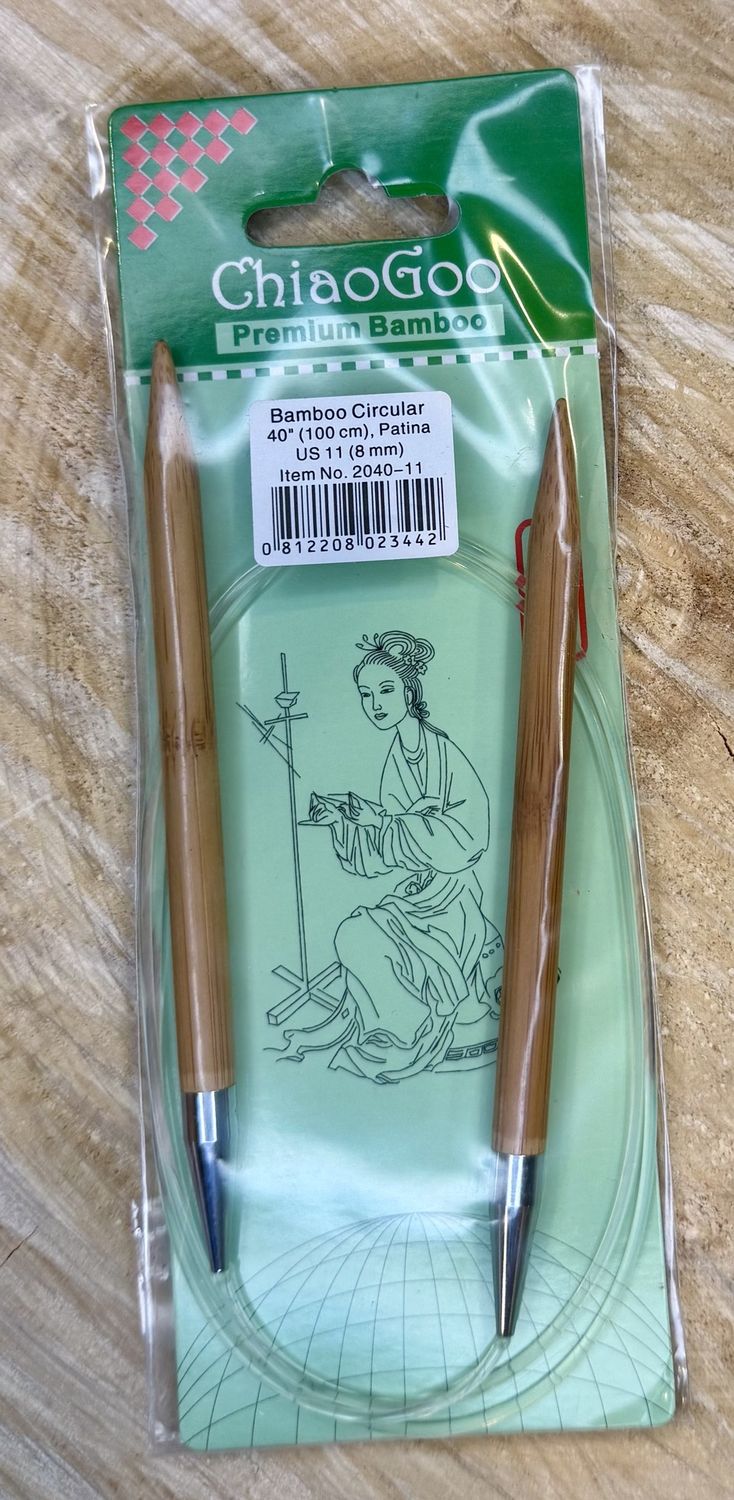 ChiaoGoo
Premium Bamboo
Bamboo Circular
40" (100 cm), Patina
US 11 (8 mm)
Item No. 2040-11
0 812208 023442